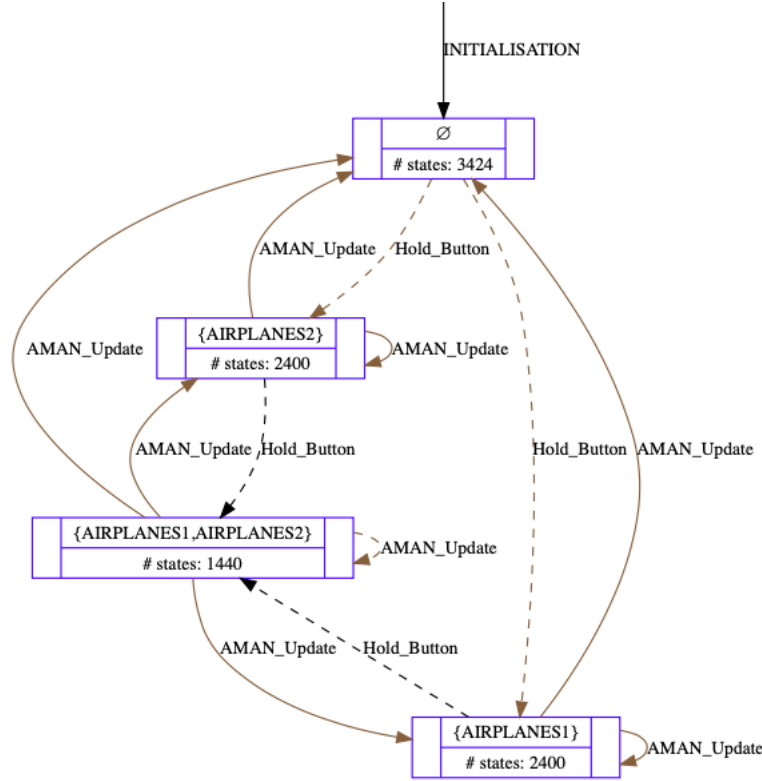 INITIALISATION
∅
# states: 3424
AMAN_Update
Hold_Button
{AIRPLANES2}
# states: 2400
AMAN_Update
AMAN_Update
AMAN_Update
Hold_Button
Hold_Button
AMAN_Update
{AIRPLANES1,AIRPLANES2}
# states: 1440
AMAN_Update
AMAN_Update
Hold_Button
{AIRPLANES1}
# states: 2400
AMAN_Update